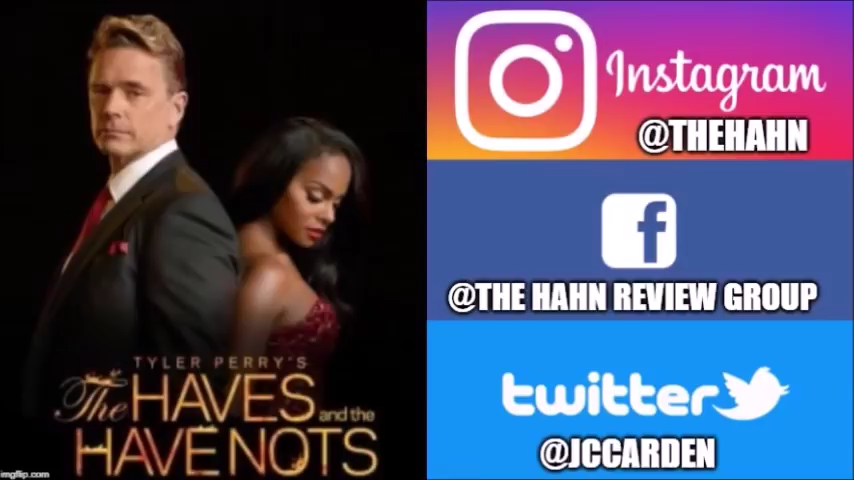 TYLER PERRY'S
The HAVES and the
HAVE NOTS
imgflip.com
Instagram
@THEHAHN
f
@THE HAHN REVIEW GROUP
twitter
@JCCARDEN